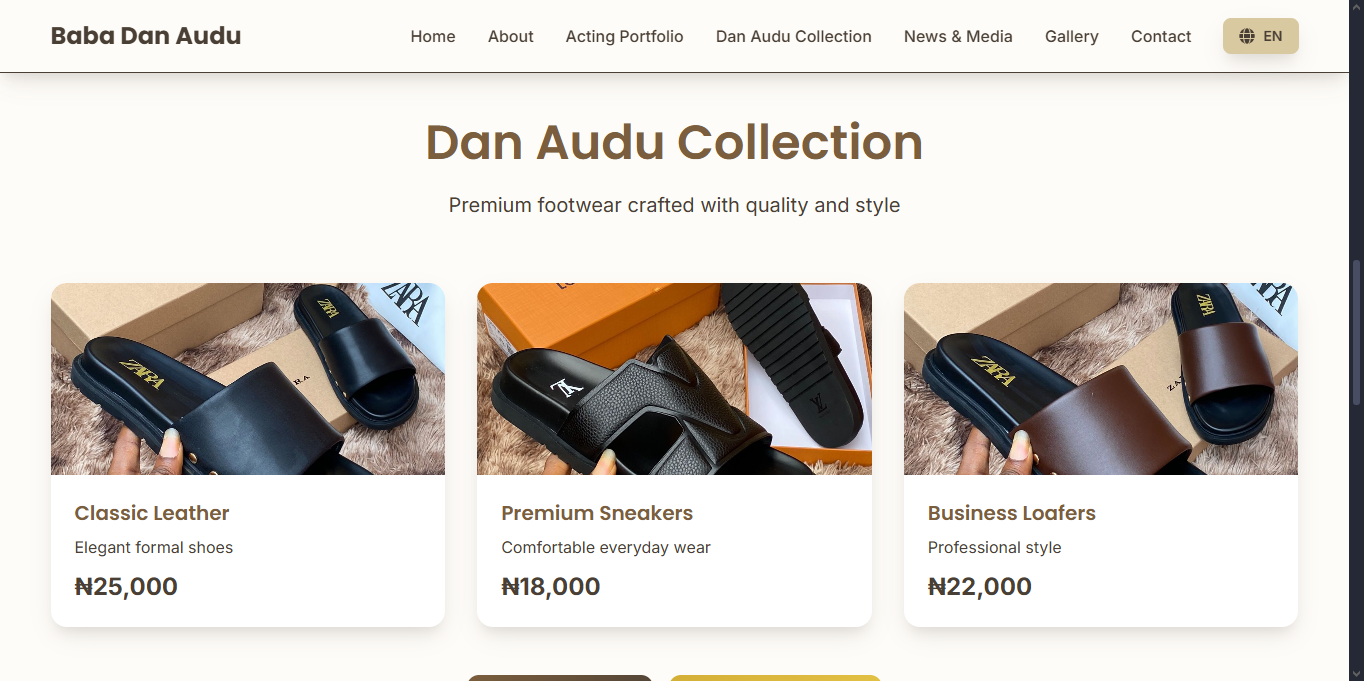 Baba Dan Audu
Home
About
Acting Portfolio
Dan Audu Collection
News & Media
Gallery
Contact
EN
Dan Audu Collection
Premium footwear crafted with quality and style
ZARA
ZARA
ZARA
ZARA
ZARA
ZARA
Classic Leather
Elegant formal shoes
₦25,000
Premium Sneakers
Comfortable everyday wear
₦18,000
Business Loafers
Professional style
₦22,000